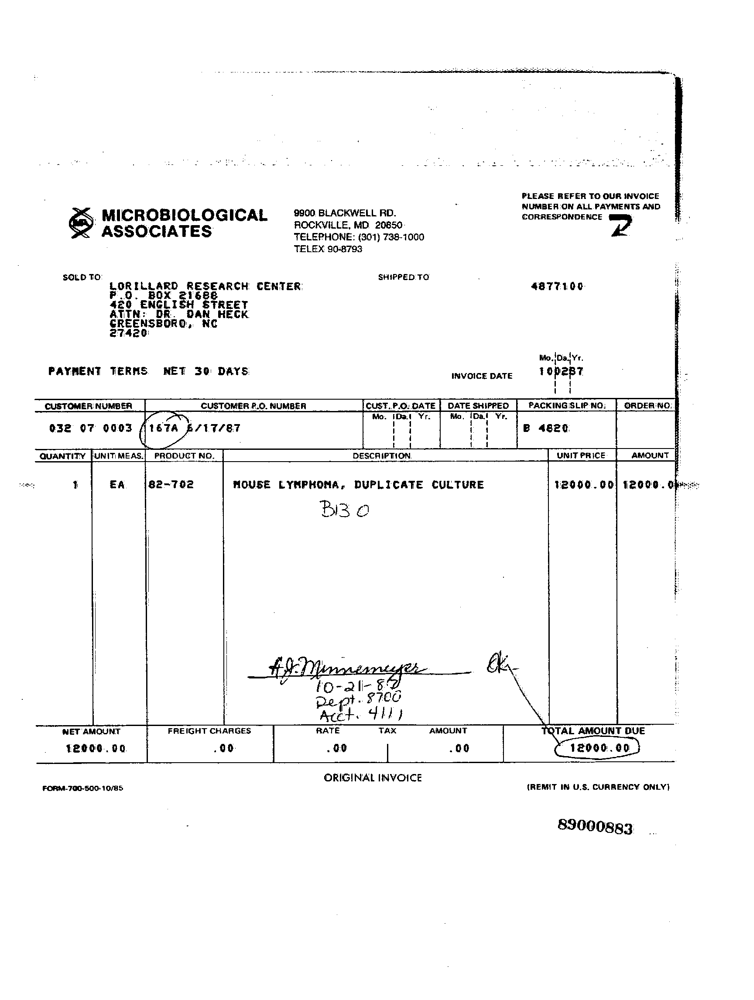 PLEASE REFER TO OUR INVOICE
NUMBER ON ALL PAYMENTS AND
CORRESPONDENCE
MICROBIOLOGICAL
ASSOCIATES
9900 BLACKWELL RD.
ROCKVILLE, MD 20850
TELEPHONE: (301) 738-1000
TELEX 90-8793
SOLD TO
LORILLARD RESEARCH CENTER
P.O. BOX 21688
420 ENGLISH STREET
ATTN: DR. DAN HECK
GREENSBORO, NC
27420
SHIPPED TO
4877100
PAYMENT TERMS NET 30 DAYS
INVOICE DATE
Mo. Da. Yr.
100287
CUSTOMER NUMBER CUSTOMER P.O. NUMBER CUST. P.O. DATE DATE SHIPPED PACKING SLIP NO. ORDER NO.
Mo. Da. Yr. Mo. Da. Yr.
032 07 0003 167A 6/17/87 B 4820
QUANTITY UNIT MEAS. PRODUCT NO. DESCRIPTION UNIT PRICE AMOUNT
1 EA 82-702 MOUSE LYMPHOMA, DUPLICATE CULTURE 12000.00 12000.0
B130
H.J. Minnemeyer OK
10-21-87
Dept. 8700
Acct. 4111
NET AMOUNT FREIGHT CHARGES RATE TAX AMOUNT TOTAL AMOUNT DUE
12000.00 .00 .00 .00 12000.00
ORIGINAL INVOICE
FORM-700-500-10/85
(REMIT IN U.S. CURRENCY ONLY)
89000883